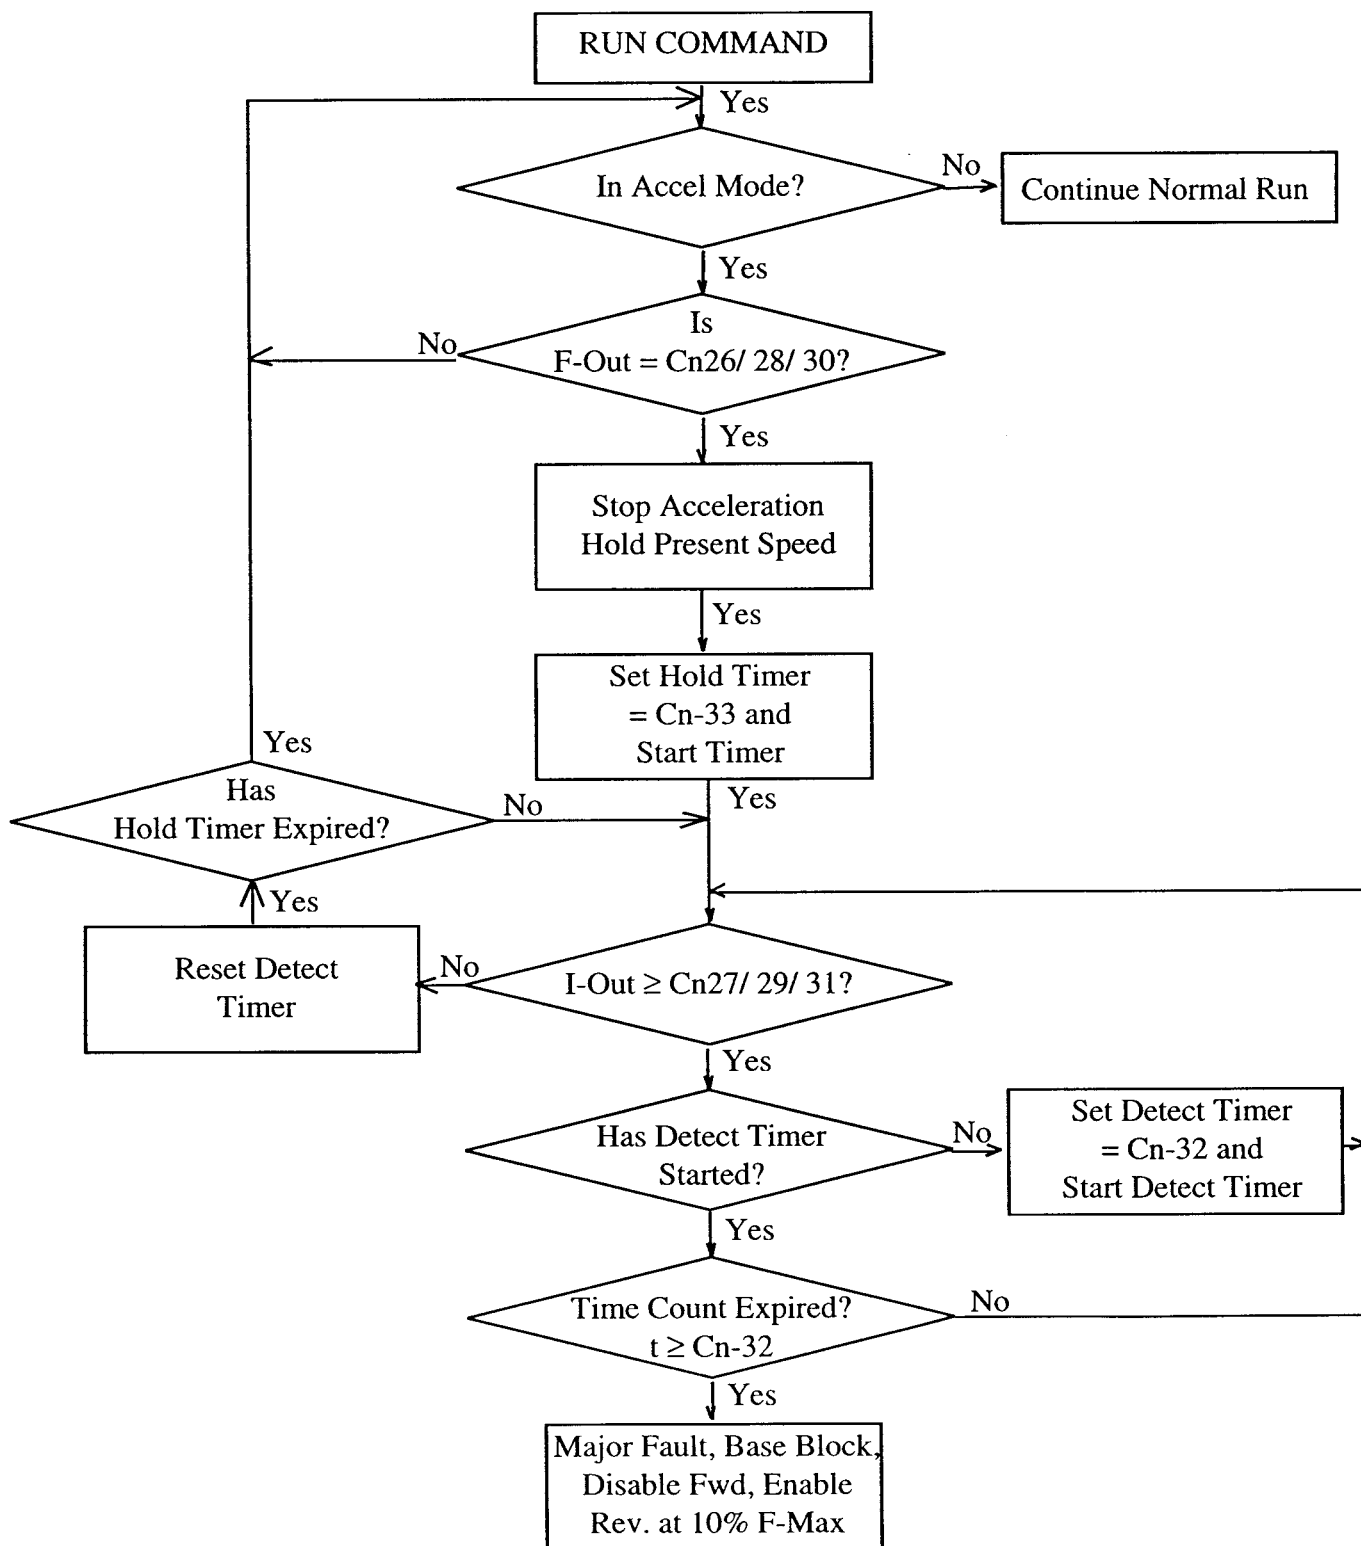 RUN COMMAND
Yes
In Accel Mode?
No
Continue Normal Run
Yes
Is
F-Out = Cn26/ 28/ 30?
No
Yes
Stop Acceleration
Hold Present Speed
Yes
Set Hold Timer
= Cn-33 and
Start Timer
Yes
Yes
Has
Hold Timer Expired?
No
Yes
Reset Detect
Timer
No
I-Out ≥ Cn27/ 29/ 31?
Yes
Has Detect Timer
Started?
No
Set Detect Timer
= Cn-32 and
Start Detect Timer
Yes
Time Count Expired?
t ≥ Cn-32
No
Yes
Major Fault, Base Block,
Disable Fwd, Enable
Rev. at 10% F-Max